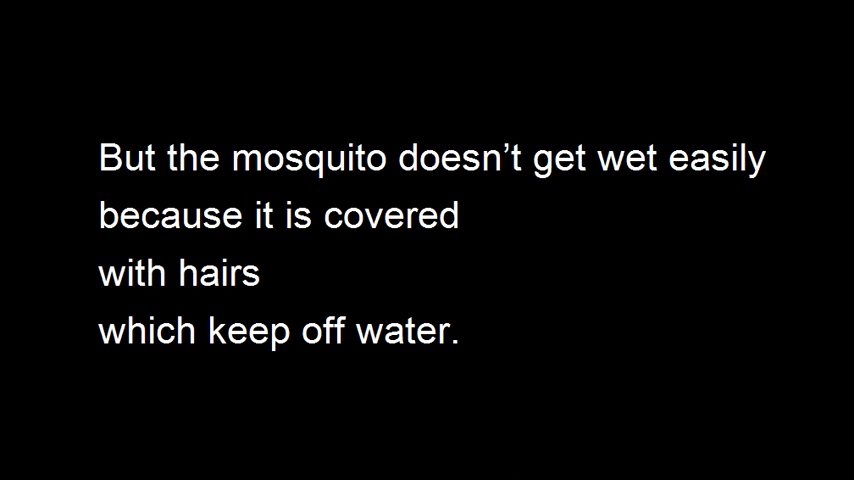 But the mosquito doesn’t get wet easily
because it is covered
with hairs
which keep off water.